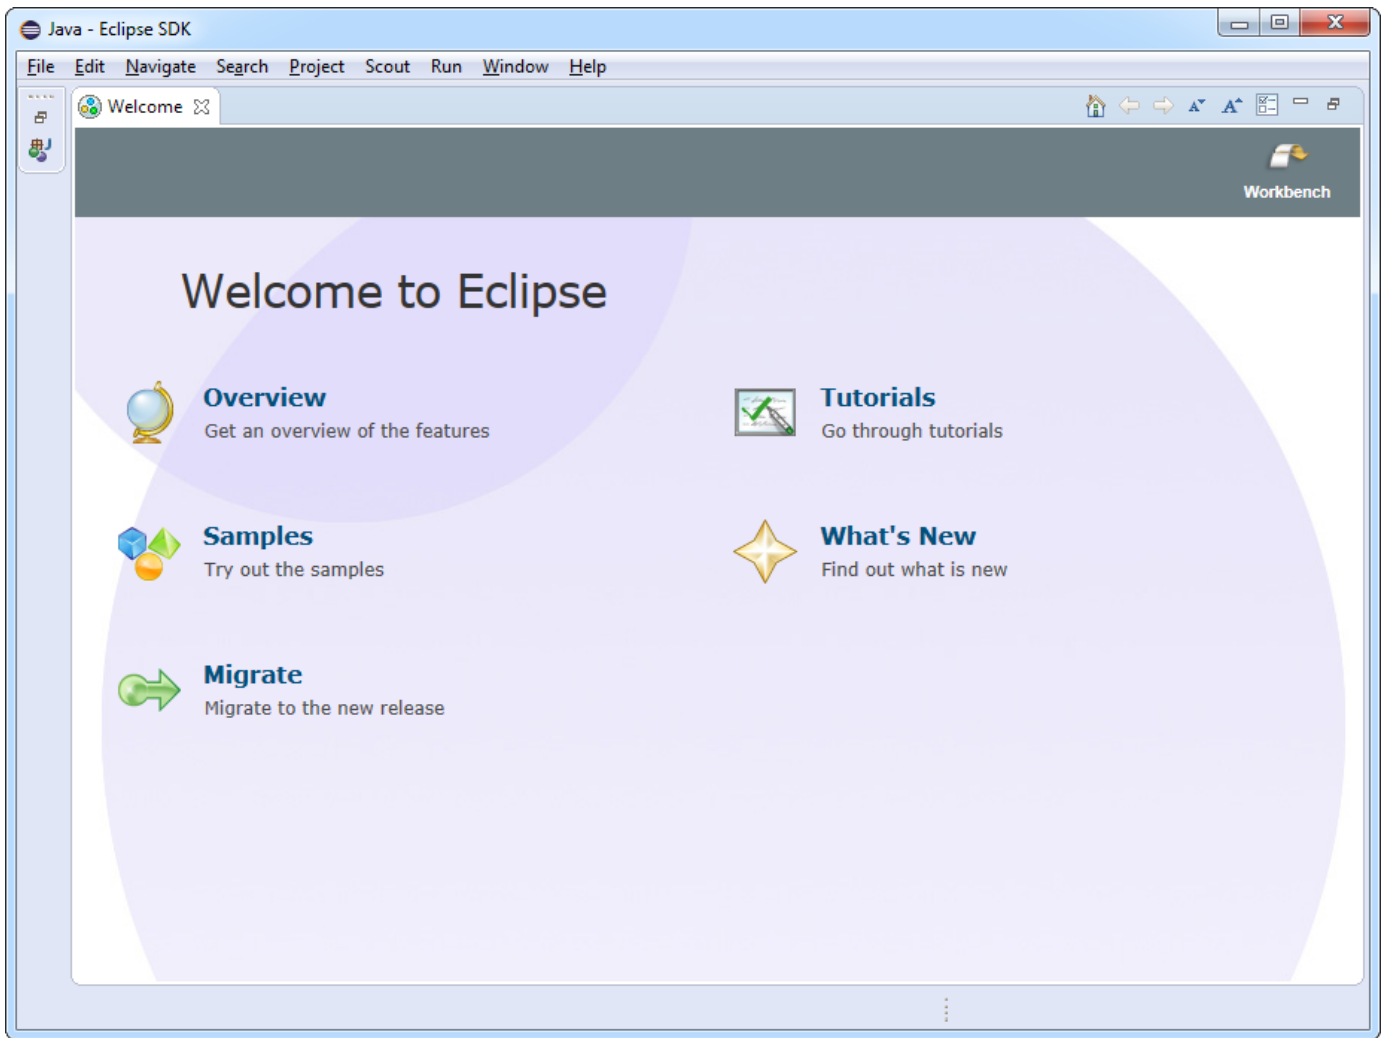 Java - Eclipse SDK
File Edit Navigate Search Project Scout Run Window Help
Welcome
Workbench
Welcome to Eclipse
Overview
Get an overview of the features
Tutorials
Go through tutorials
Samples
Try out the samples
What's New
Find out what is new
Migrate
Migrate to the new release